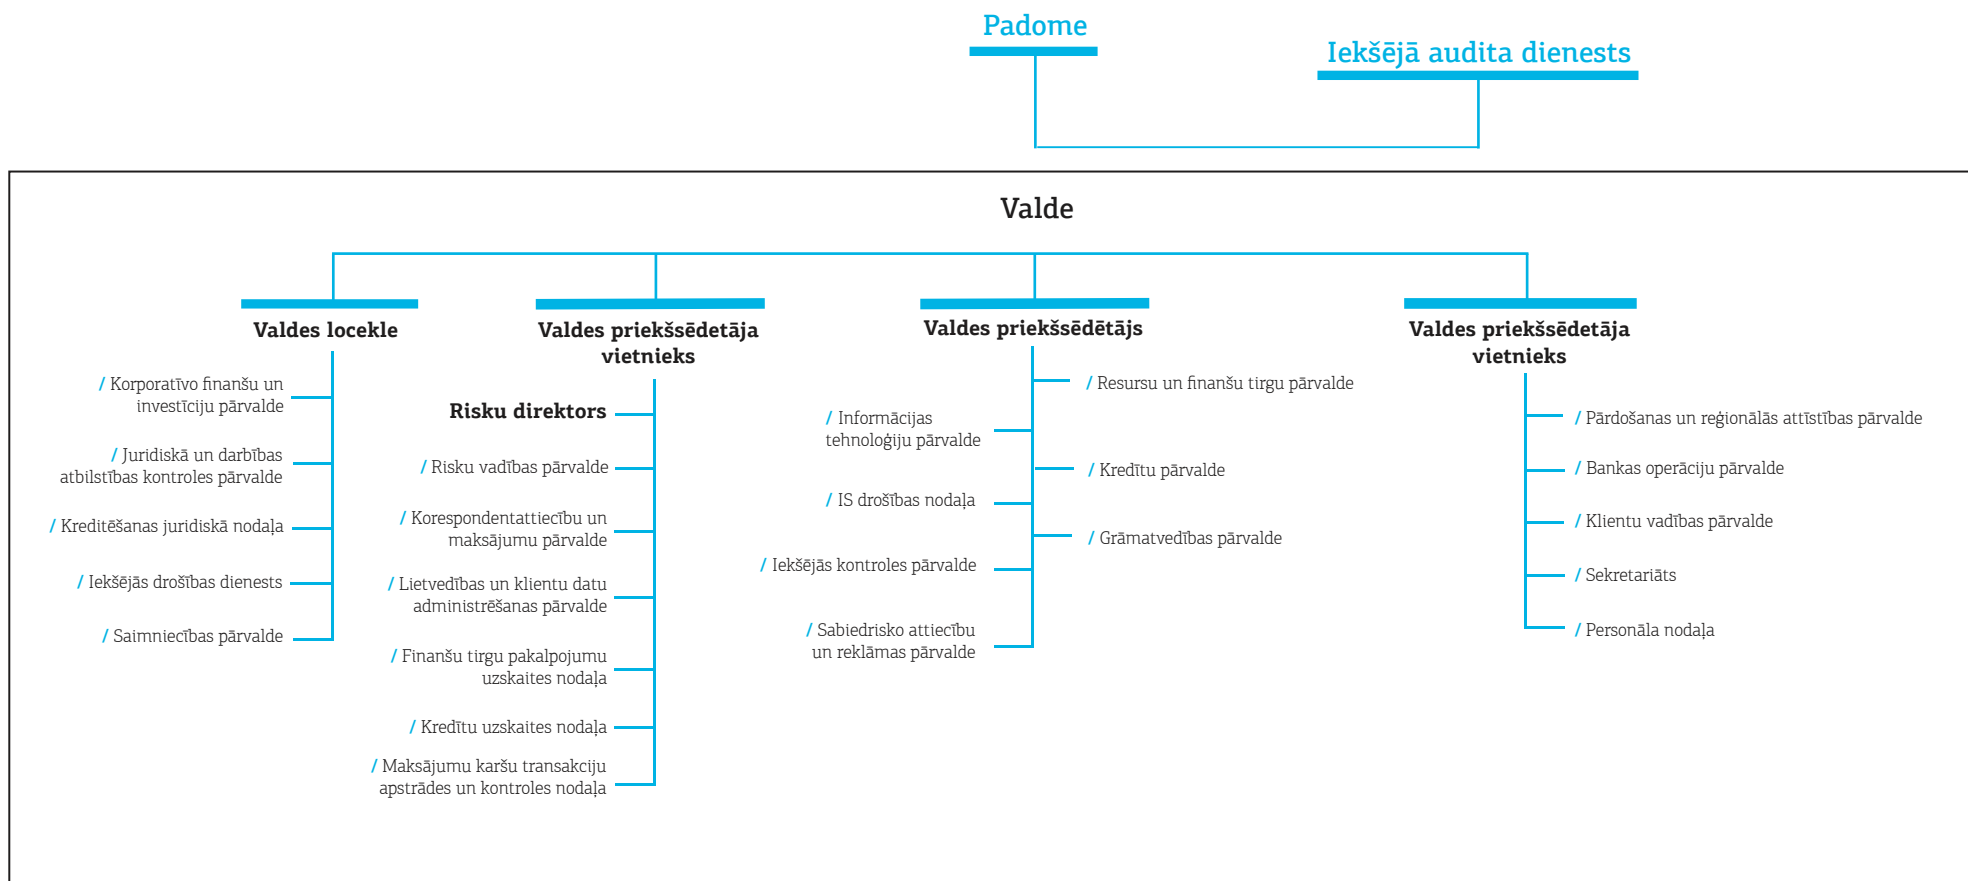 Padome
Iekšējā audita dienests
Valde
Valdes locekle
/ Korporatīvo finanšu un
investīciju pārvalde
/ Juridiskā un darbības
atbilstības kontroles pārvalde
/ Kreditēšanas juridiskā nodaļa
/ Iekšējās drošības dienests
/ Saimniecības pārvalde
Valdes priekšsēdetāja
vietnieks
Risku direktors
/ Risku vadības pārvalde
/ Korespondentattiecību un
maksājumu pārvalde
/ Lietvedības un klientu datu
administrēšanas pārvalde
/ Finanšu tirgu pakalpojumu
uzskaites nodaļa
/ Kredītu uzskaites nodaļa
/ Maksājumu karšu transakciju
apstrādes un kontroles nodaļa
Valdes priekšsēdētājs
/ Resursu un finanšu tirgu pārvalde
/ Informācijas
tehnoloģiju pārvalde
/ Kredītu pārvalde
/ IS drošības nodaļa
/ Grāmatvedības pārvalde
/ Iekšējās kontroles pārvalde
/ Sabiedrisko attiecību
un reklāmas pārvalde
Valdes priekšsēdetāja
vietnieks
/ Pārdošanas un reģionālās attīstības pārvalde
/ Bankas operāciju pārvalde
/ Klientu vadības pārvalde
/ Sekretariāts
/ Personāla nodaļa